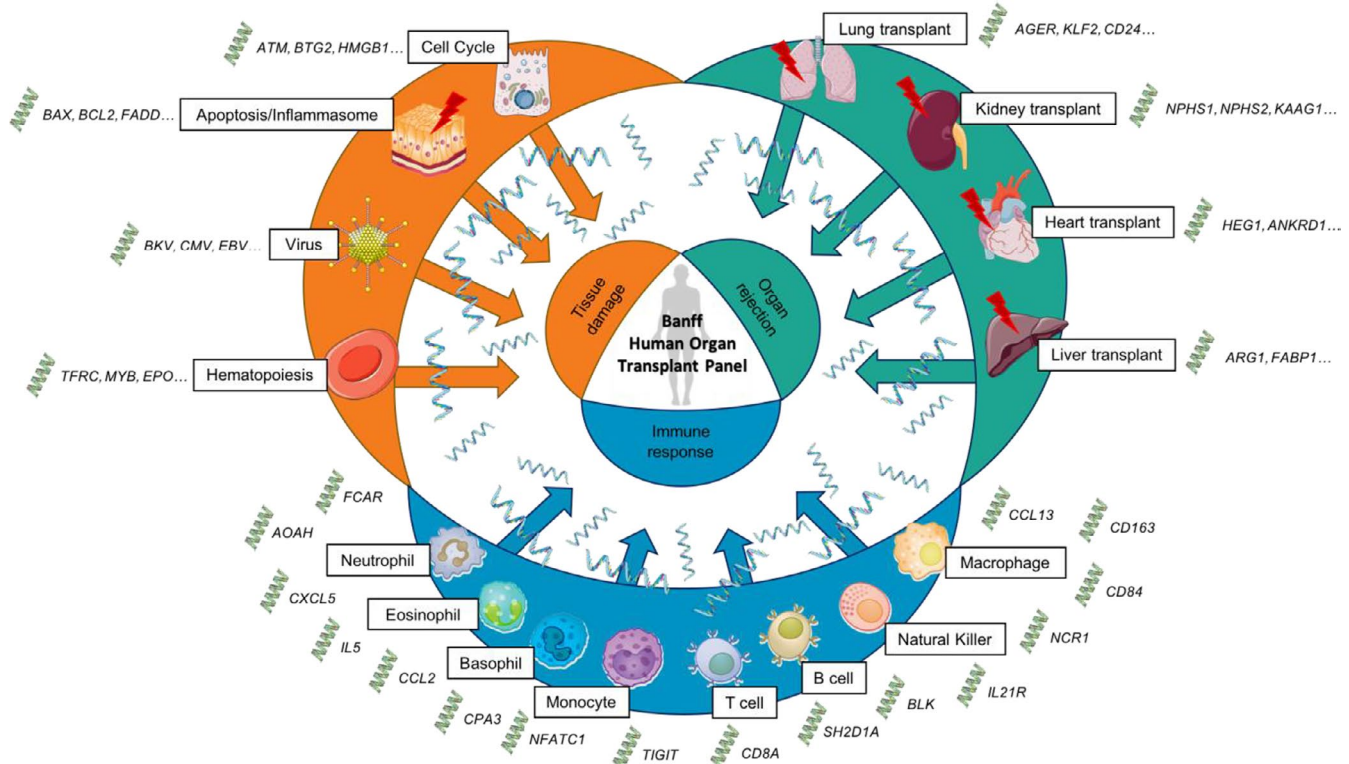 ATM, BTG2, HMGB1...
Cell Cycle
BAX, BCL2, FADD...
Apoptosis/Inflammasome
BKV, CMV, EBV...
Virus
TFRC, MYB, EPO...
Hematopoiesis
Lung transplant
AGER, KLF2, CD24...
Kidney transplant
NPHS1, NPHS2, KAAG1...
Heart transplant
HEG1, ANKRD1...
Liver transplant
ARG1, FABP1...
Tissue
damage
Organ
rejection
Banff
Human Organ
Transplant Panel
Immune
response
FCAR
AOAH
CXCL5
IL5
CCL2
CPA3
NFATC1
TIGIT
CD8A
SH2D1A
BLK
IL21R
NCR1
CD84
CD163
CCL13
Neutrophil
Eosinophil
Basophil
Monocyte
T cell
B cell
Natural Killer
Macrophage